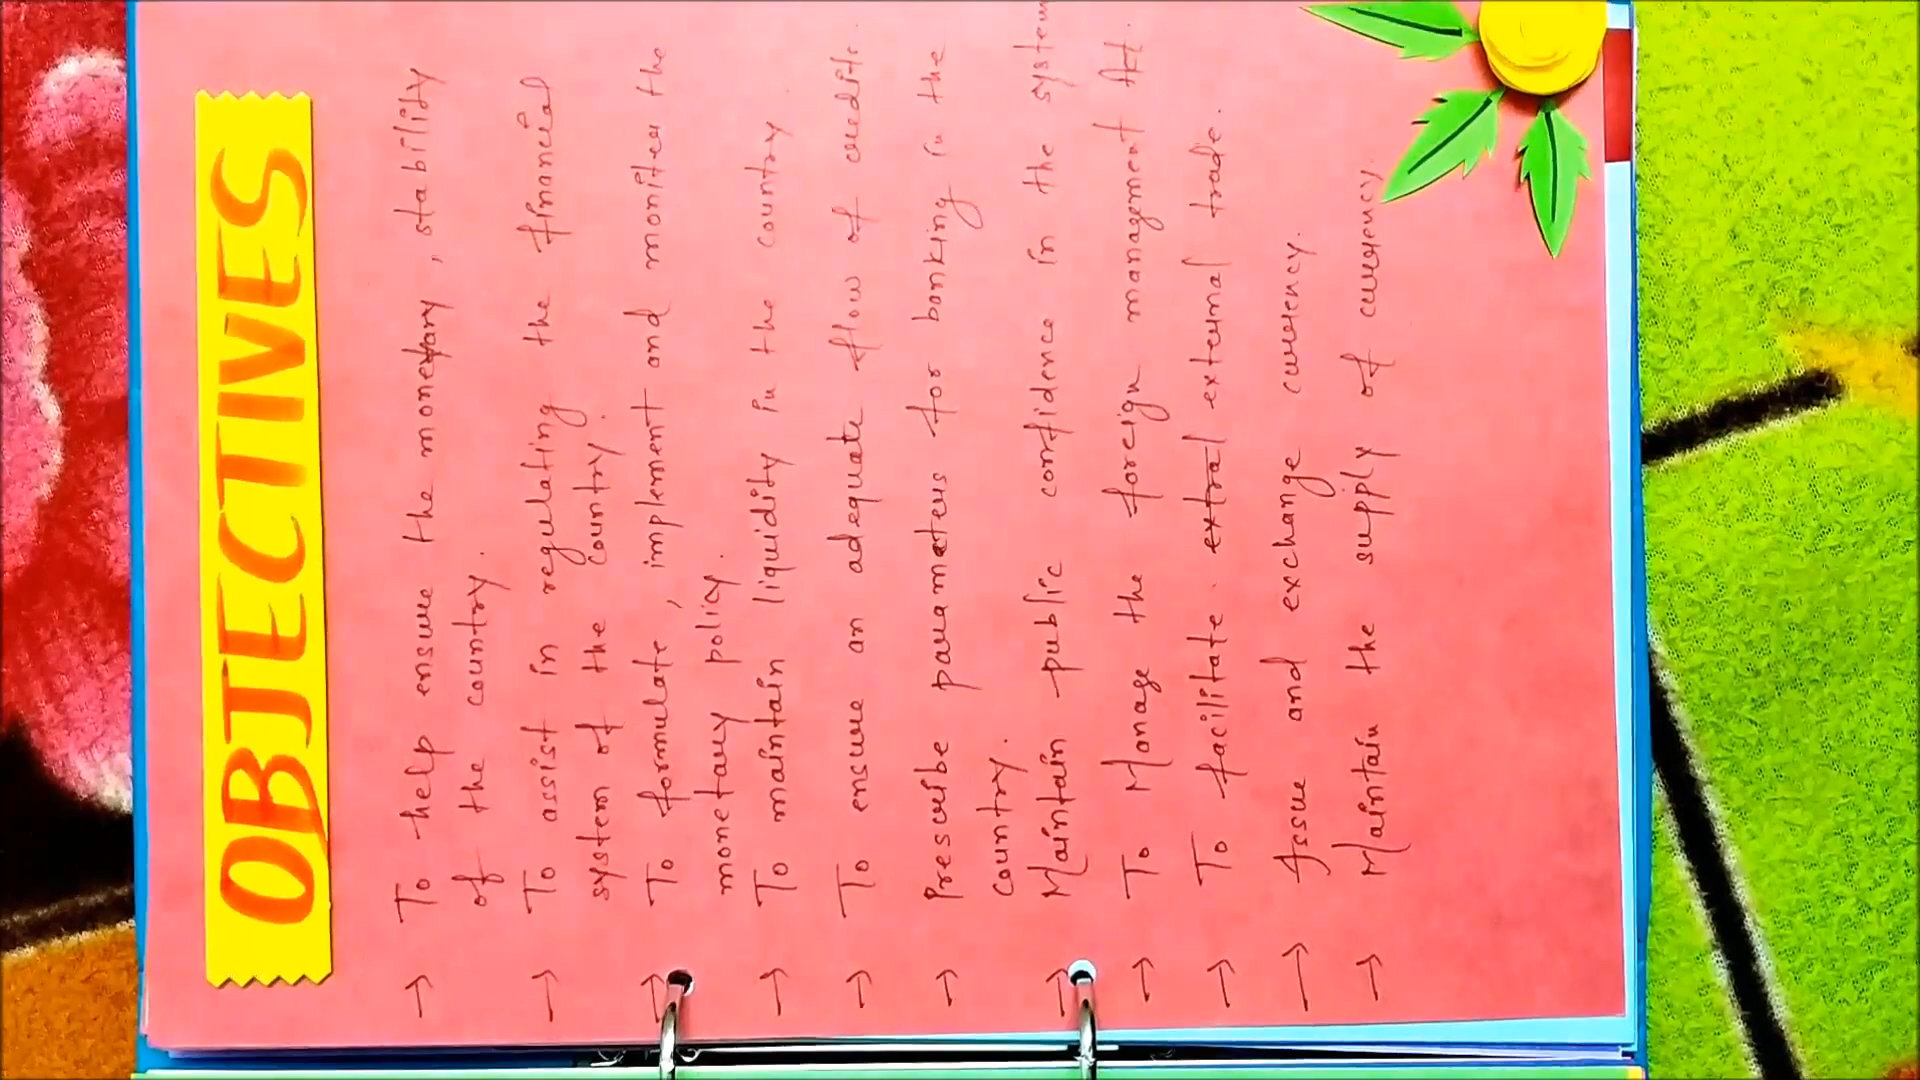 OBJECTIVES
→ To help ensure the monetary, stability
of the country.
→ To assist in regulating the financial
system of the country.
→ To formulate, implement and monitor the
monetary policy.
→ To maintain liquidity in the country
→ To ensure an adequate flow of credits.
→ Prescribe parameters for banking in the
country.
→ Maintain public confidence in the system
→ To Manage the foreign management Act.
→ To facilitate. extral external trade.
→ Issue and exchange currency.
→ Maintain the supply of currency